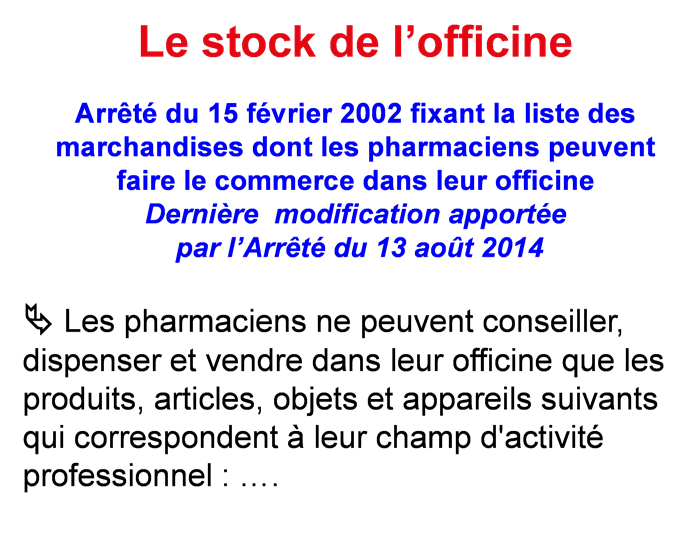 Le stock de l’officine
Arrêté du 15 février 2002 fixant la liste des
marchandises dont les pharmaciens peuvent
faire le commerce dans leur officine
Dernière modification apportée
par l’Arrêté du 13 août 2014
Les pharmaciens ne peuvent conseiller,
dispenser et vendre dans leur officine que les
produits, articles, objets et appareils suivants
qui correspondent à leur champ d'activité
professionnel : ….